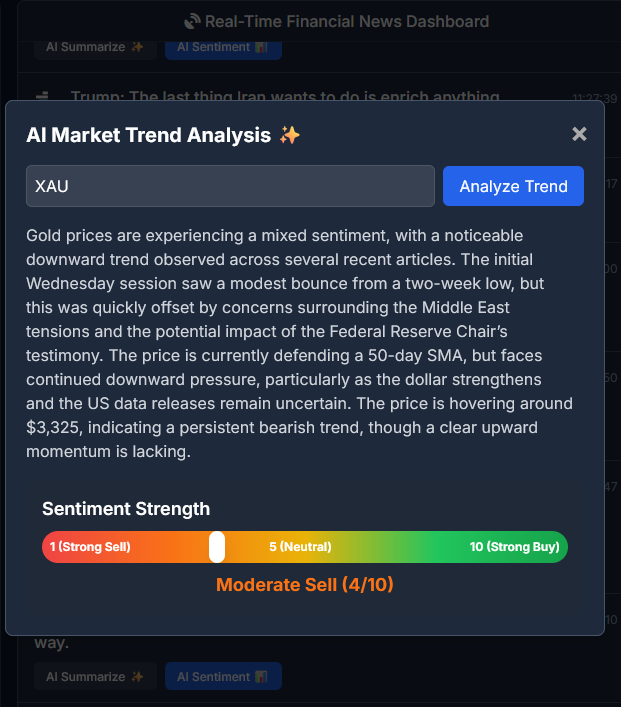 Real-Time Financial News Dashboard
AI Summarize ✨ AI Sentiment 📊
Trump: The last thing Iran wants to do is enrich anything
11:27:39
AI Market Trend Analysis ✨ ×
XAU
Analyze Trend
17
Gold prices are experiencing a mixed sentiment, with a noticeable
downward trend observed across several recent articles. The initial
00
Wednesday session saw a modest bounce from a two-week low, but
this was quickly offset by concerns surrounding the Middle East
tensions and the potential impact of the Federal Reserve Chair's
testimony. The price is currently defending a 50-day SMA, but faces
continued downward pressure, particularly as the dollar strengthens
50
and the US data releases remain uncertain. The price is hovering around
$3,325, indicating a persistent bearish trend, though a clear upward
momentum is lacking.
47
Sentiment Strength
1 (Strong Sell) 5 (Neutral) 10 (Strong Buy)
Moderate Sell (4/10)
10
way.
AI Summarize ✨ AI Sentiment 📊